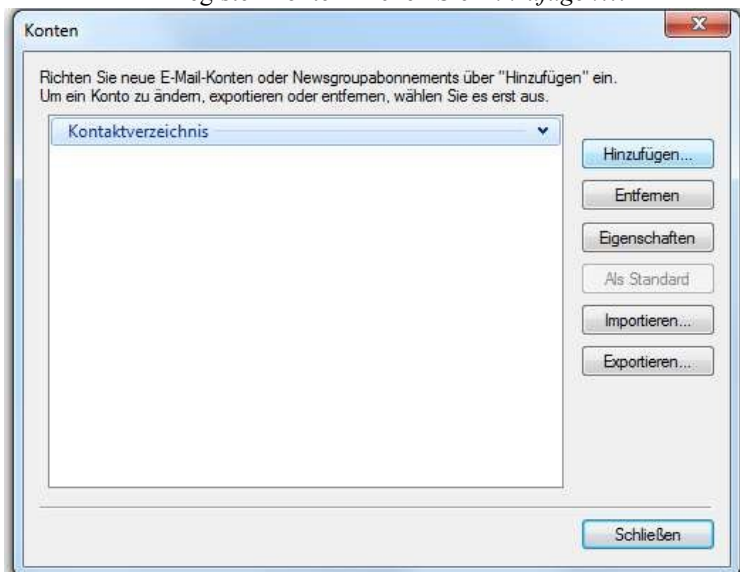 Konten
Richten Sie neue E-Mail-Konten oder Newsgroupabonnements über "Hinzufügen" ein.
Um ein Konto zu ändern, exportieren oder entfernen, wählen Sie es erst aus.
Kontaktverzeichnis
Hinzufügen...
Entfernen
Eigenschaften
Als Standard
Importieren...
Exportieren...
Schließen